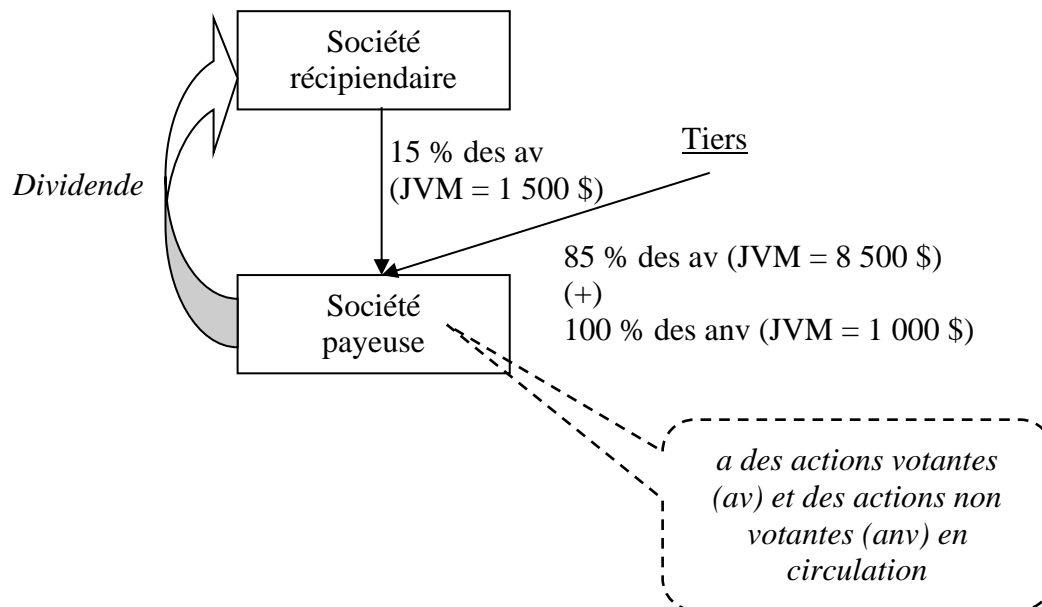 Société
récipiendaire
15 % des av
(JVM = 1 500 $)
Tiers
Dividende
85 % des av (JVM = 8 500 $)
(+)
100 % des anv (JVM = 1 000 $)
Société
payeuse
a des actions votantes
(av) et des actions non
votantes (anv) en
circulation